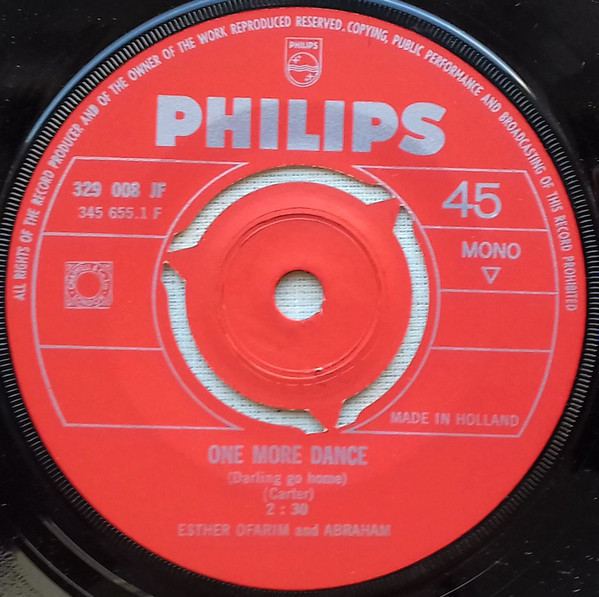 ALL RIGHTS OF THE RECORD PRODUCER AND OF THE OWNER OF THE WORK REPRODUCED RESERVED. COPYING, PUBLIC PERFORMANCE AND BROADCASTING OF THIS RECORD PROHIBITED
PHILIPS
PHILIPS
329 008 JF
345 655.1 F
45
MONO
MADE IN HOLLAND
ONE MORE DANCE
(Darling go home)
(Carter)
2 : 30
ESTHER OFARIM and ABRAHAM